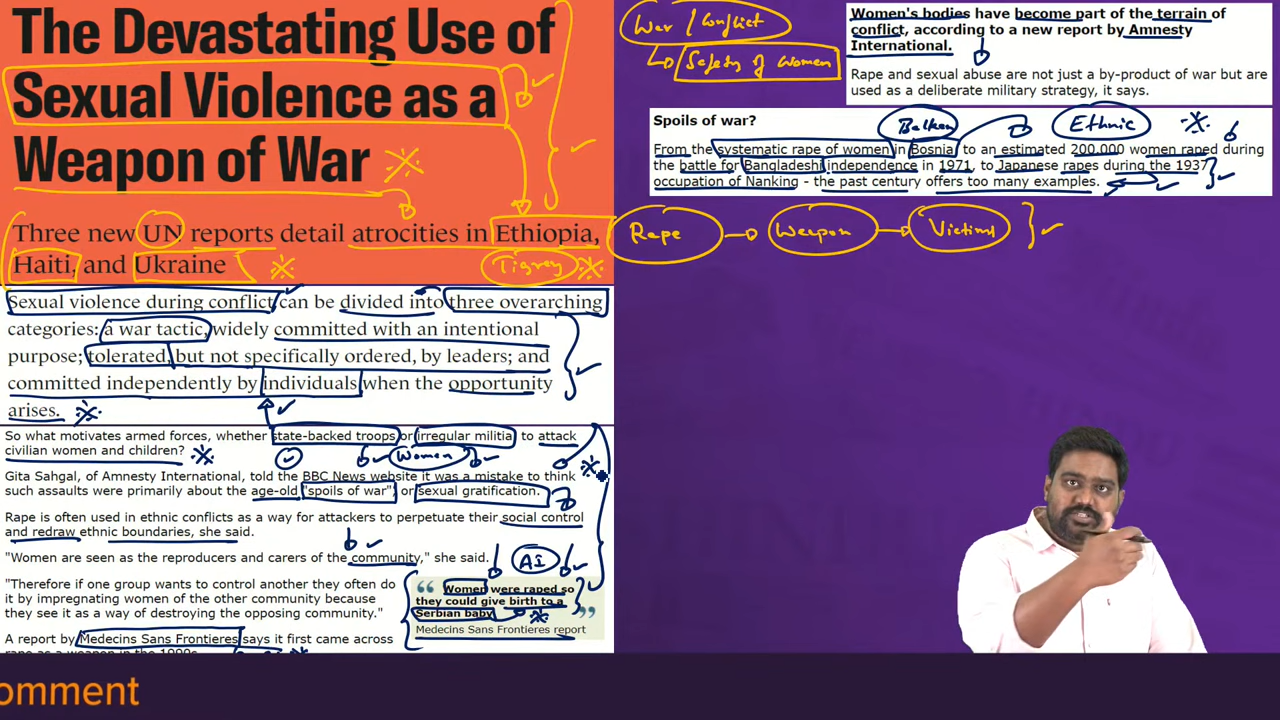 The Devastating Use of
Sexual Violence as a
Weapon of War
Three new UN reports detail atrocities in Ethiopia,
Haiti, and Ukraine
Tigray
Sexual violence during conflict can be divided into three overarching
categories: a war tactic, widely committed with an intentional
purpose; tolerated, but not specifically ordered, by leaders; and
committed independently by individuals when the opportunity
arises.
So what motivates armed forces, whether state-backed troops or irregular militia to attack
civilian women and children?
Women
Gita Sahgal, of Amnesty International, told the BBC News website it was a mistake to think
such assaults were primarily about the age-old "spoils of war", or sexual gratification.
Rape is often used in ethnic conflicts as a way for attackers to perpetuate their social control
and redraw ethnic boundaries, she said.
"Women are seen as the reproducers and carers of the community," she said.
AI
"Therefore if one group wants to control another they often do
it by impregnating women of the other community because
they see it as a way of destroying the opposing community."
“ Women were raped so
they could give birth to a
Serbian baby ”
Medecins Sans Frontieres report
A report by Medecins Sans Frontieres says it first came across
rape as a weapon in the 1990s.
War / Conflict
Safety of Women
Women's bodies have become part of the terrain of
conflict, according to a new report by Amnesty
International.
Rape and sexual abuse are not just a by-product of war but are
used as a deliberate military strategy, it says.
Spoils of war?
Balkan
Ethnic
From the systematic rape of women in Bosnia, to an estimated 200,000 women raped during
the battle for Bangladeshi independence in 1971, to Japanese rapes during the 1937
occupation of Nanking - the past century offers too many examples.
Rape
Weapon
Victims
omment